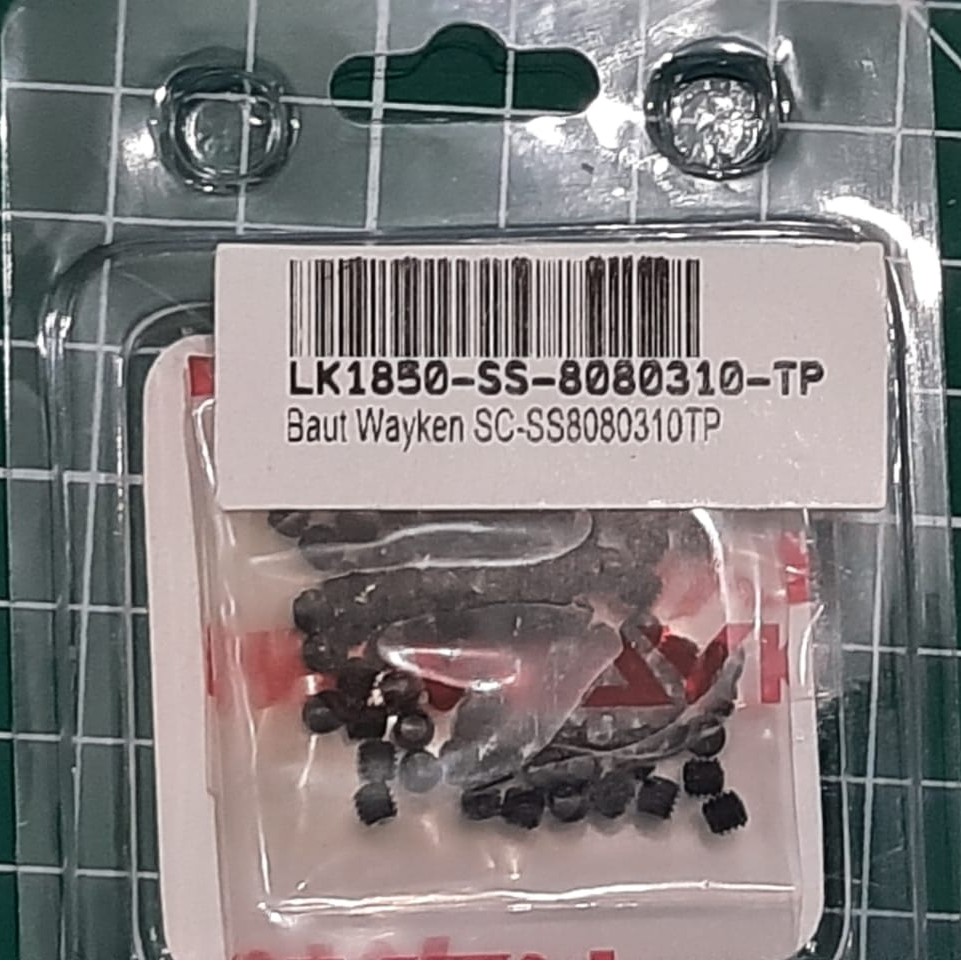 LK1850-SS-8080310-TP
Baut Wayken SC-SS8080310TP